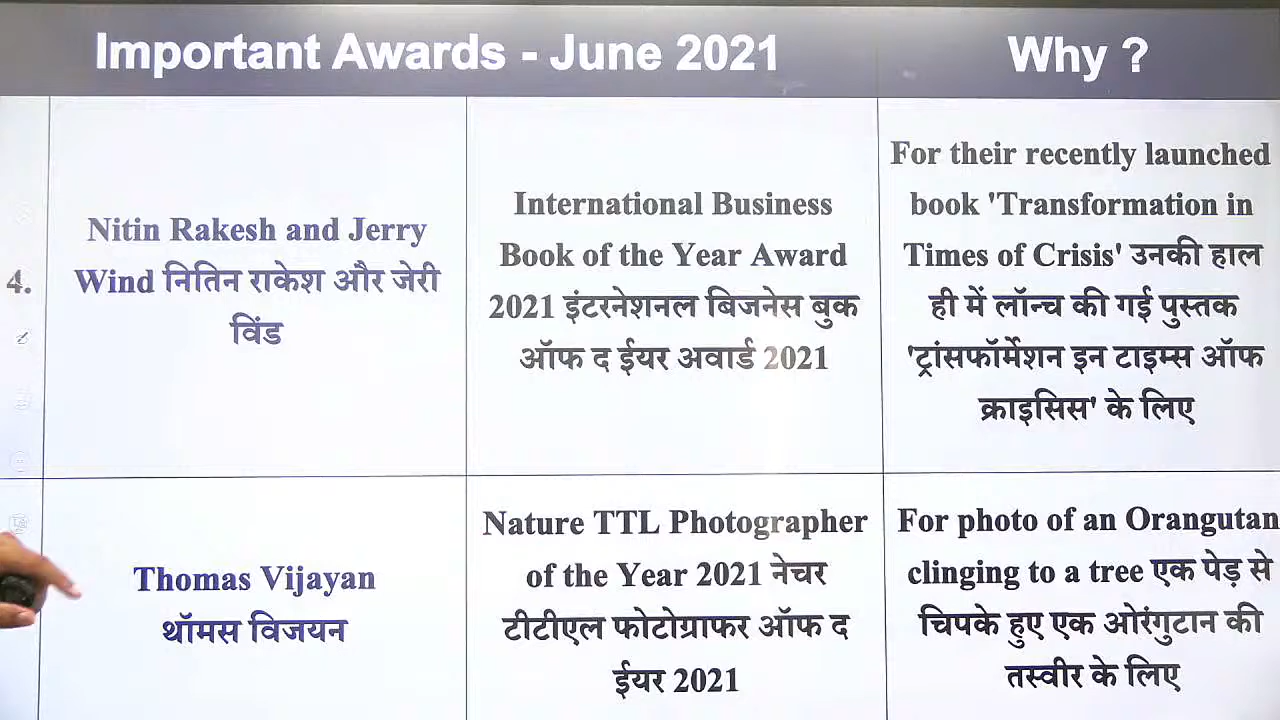 Important Awards - June 2021
Why ?
4.
Nitin Rakesh and Jerry
Wind नितिन राकेश और जेरी
विंड
International Business
Book of the Year Award
2021 इंटरनेशनल बिजनेस बुक
ऑफ द ईयर अवार्ड 2021
For their recently launched
book 'Transformation in
Times of Crisis' उनकी हाल
ही में लॉन्च की गई पुस्तक
'ट्रांसफॉर्मेशन इन टाइम्स ऑफ
क्राइसिस' के लिए
Thomas Vijayan
थॉमस विजयन
Nature TTL Photographer
of the Year 2021 नेचर
टीटीएल फोटोग्राफर ऑफ द
ईयर 2021
For photo of an Orangutan
clinging to a tree एक पेड़ से
चिपके हुए एक ओरंगुटान की
तस्वीर के लिए